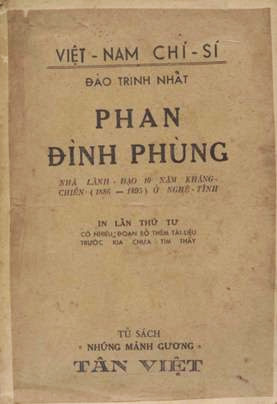 VIỆT - NAM CHÍ - SĨ
ĐÀO TRINH NHẤT
PHAN
ĐÌNH PHÙNG
NHÀ LÃNH - ĐẠO 10 NĂM KHÁNG -
CHIẾN ( 1886 — 1895 ) Ở NGHỆ - TĨNH
IN LẦN THỨ TƯ
CÓ NHIỀU ĐOẠN BỔ THÊM TÀI-LIỆU
TRƯỚC KIA CHƯA TÌM THẤY
TỦ SÁCH
" NHỮNG MẢNH GƯƠNG "
TÂN VIỆT